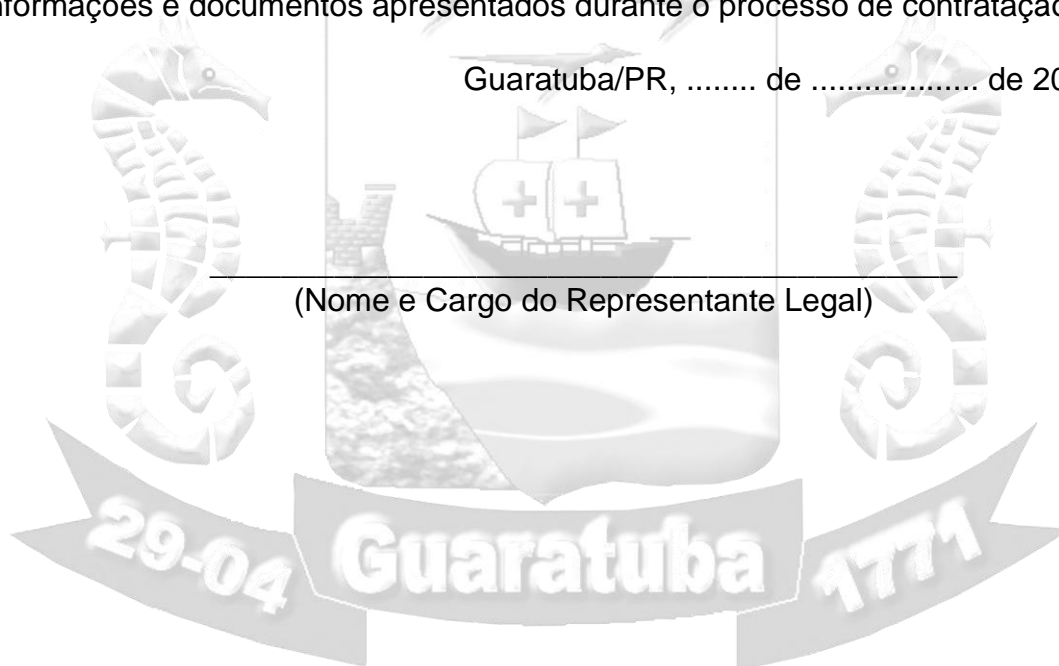 nformações e documentos apresentados durante o processo de contratação
Guaratuba/PR, ........ de ................... de 20
(Nome e Cargo do Representante Legal)
29-04 Guaratuba 1771